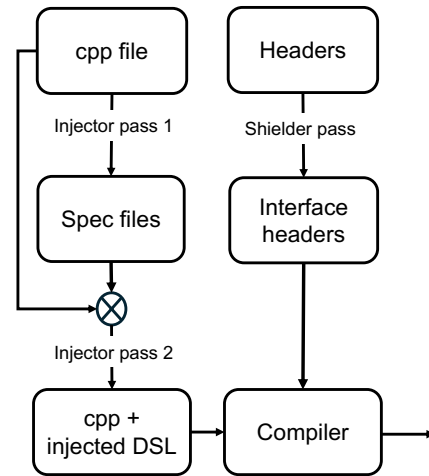 cpp file
Headers
Injector pass 1
Shielder pass
Spec files
Interface
headers
Injector pass 2
cpp +
injected DSL
Compiler